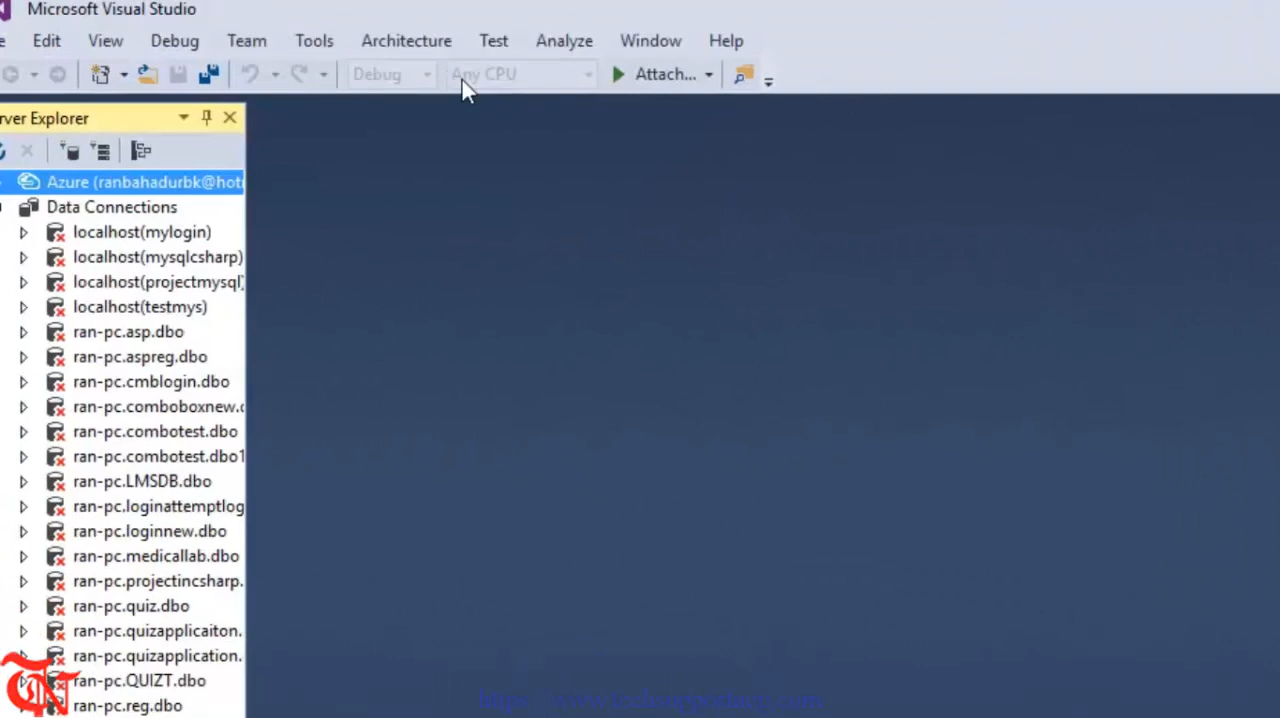 Microsoft Visual Studio
e Edit View Debug Team Tools Architecture Test Analyze Window Help
Debug Any CPU Attach...
rver Explorer
Azure (ranbahadurbk@hotr
Data Connections
localhost(mylogin)
localhost(mysqlcsharp)
localhost(projectmysql)
localhost(testmys)
ran-pc.asp.dbo
ran-pc.aspreg.dbo
ran-pc.cmblogin.dbo
ran-pc.comboboxnew.d
ran-pc.combotest.dbo
ran-pc.combotest.dbo1
ran-pc.LMSDB.dbo
ran-pc.loginattemptlog
ran-pc.loginnew.dbo
ran-pc.medicallab.dbo
ran-pc.projectincsharp.
ran-pc.quiz.dbo
ran-pc.quizapplicaiton.
ran-pc.quizapplication.
ran-pc.QUIZT.dbo
ran-pc.reg.dbo